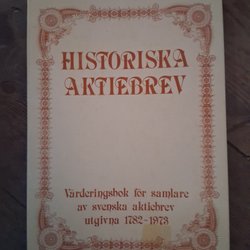 HISTORISKA
AKTIEBREV
Värderingsbok för samlare
av svenska aktiebrev
utgivna 1782-1973